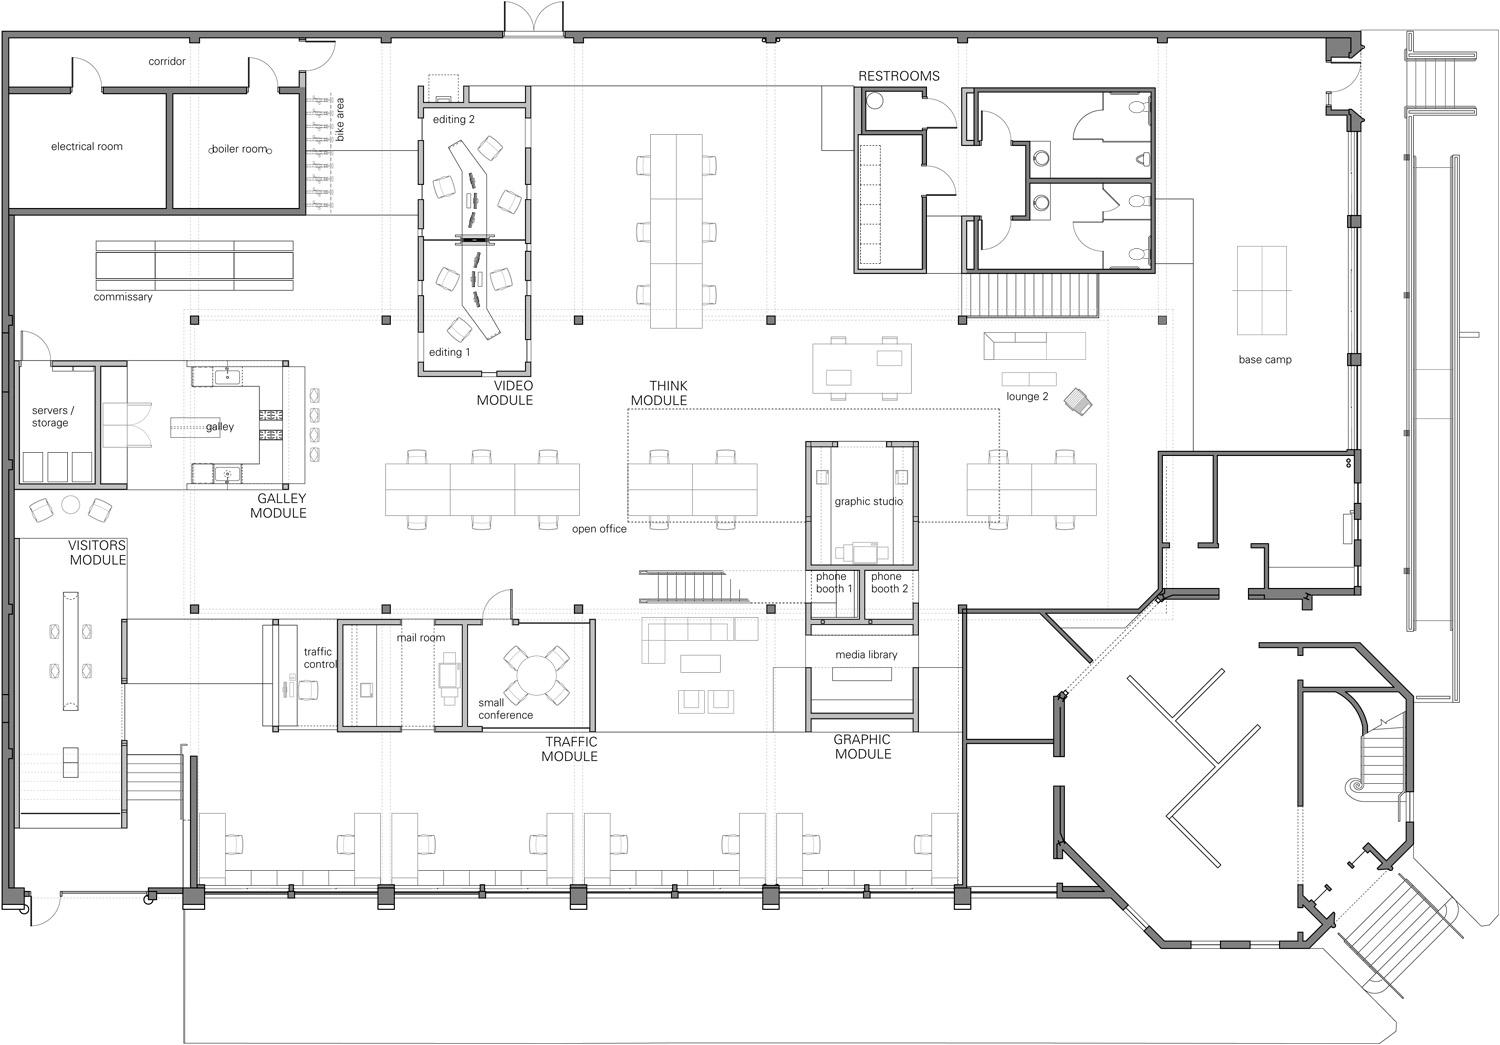 corridor
RESTROOMS
electrical room
boiler room
bike area
editing 2
commissary
editing 1
base camp
VIDEO
MODULE
THINK
MODULE
lounge 2
servers /
storage
galley
GALLEY
MODULE
graphic studio
open office
VISITORS
MODULE
phone
booth 1
phone
booth 2
mail room
traffic
control
media library
small
conference
TRAFFIC
MODULE
GRAPHIC
MODULE